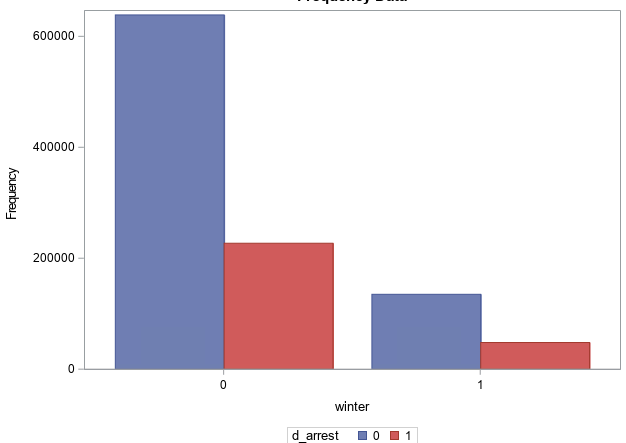 Frequency Data
600000
400000
200000
0
Frequency
0 1
winter
d_arrest 0 1